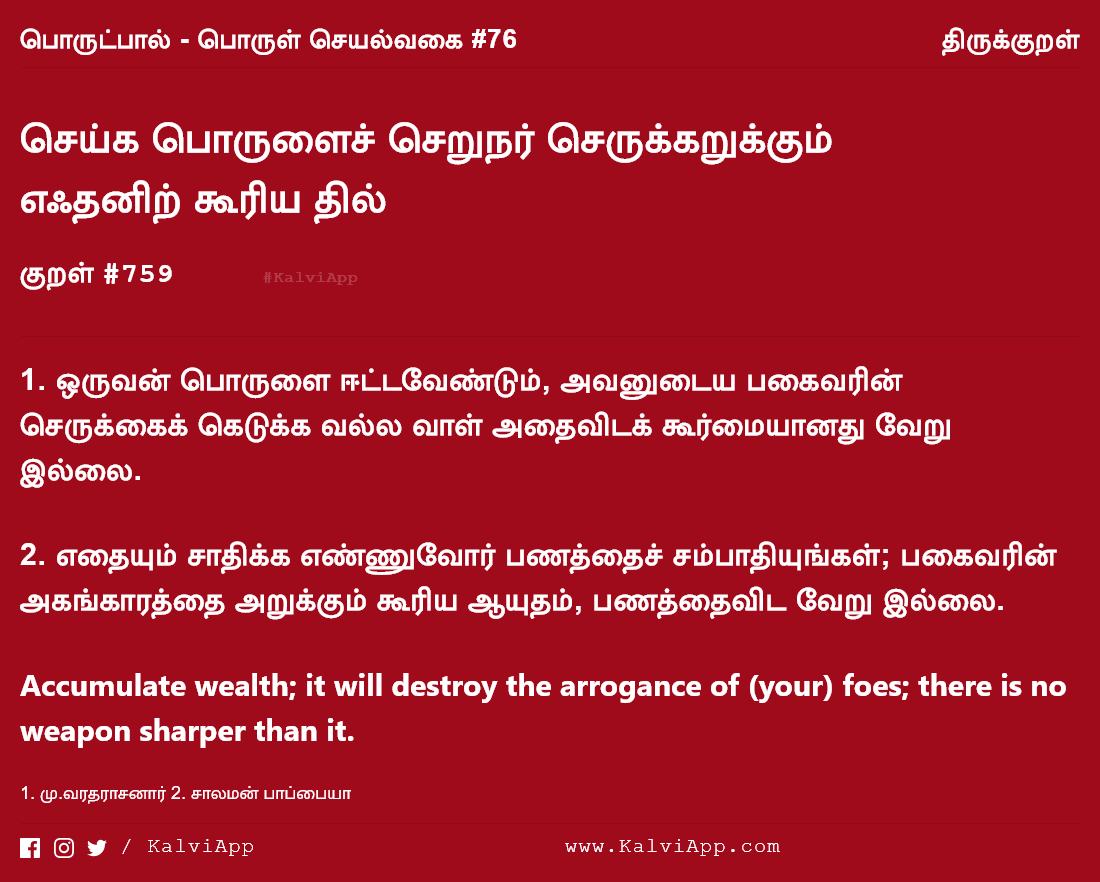 பொருட்பால் - பொருள் செயல்வகை #76 திருக்குறள்
செய்க பொருளைச் செறுநர் செருக்கறுக்கும்
எஃதனிற் கூரிய தில்
குறள் #759 #KalviApp
1. ஒருவன் பொருளை ஈட்டவேண்டும், அவனுடைய பகைவரின்
செருக்கைக் கெடுக்க வல்ல வாள் அதைவிடக் கூர்மையானது வேறு
இல்லை.
2. எதையும் சாதிக்க எண்ணுவோர் பணத்தைச் சம்பாதியுங்கள்; பகைவரின்
அகங்காரத்தை அறுக்கும் கூரிய ஆயுதம், பணத்தைவிட வேறு இல்லை.
Accumulate wealth; it will destroy the arrogance of (your) foes; there is no
weapon sharper than it.
1. மு.வரதராசனார் 2. சாலமன் பாப்பையா
/ KalviApp www.KalviApp.com